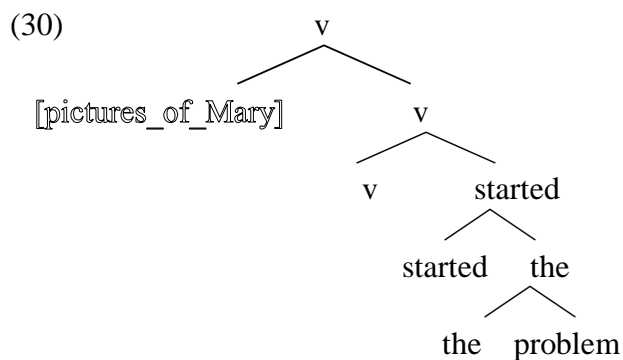 (30) v
[pictures_of_Mary] v
v started
started the
the problem